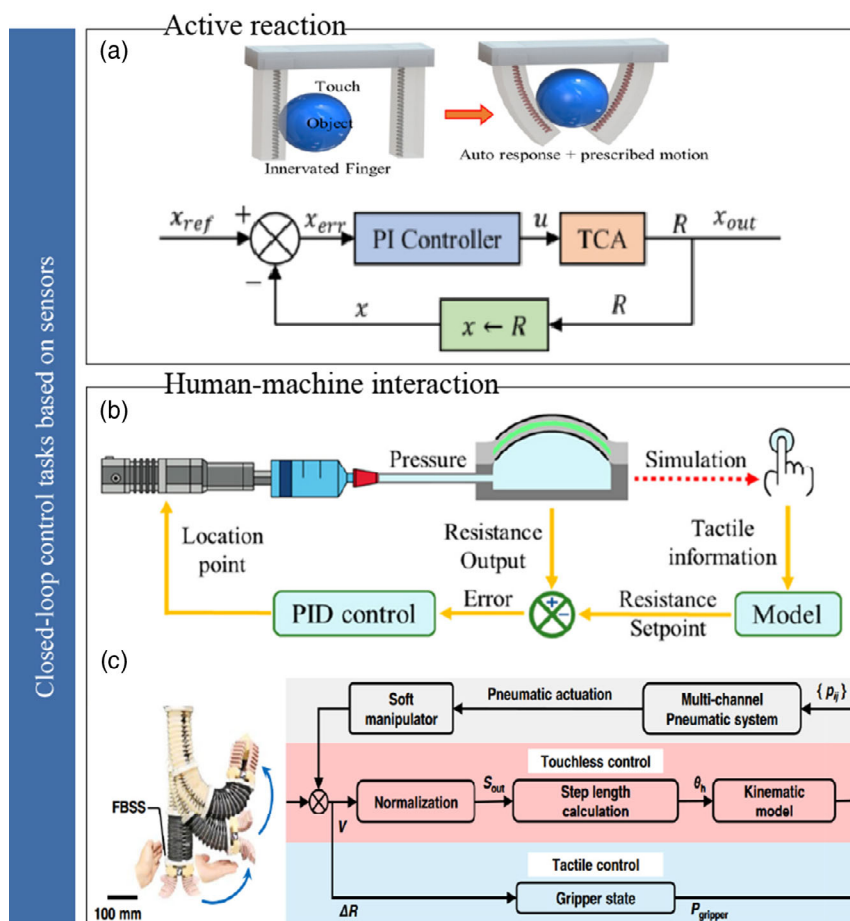 Closed-loop control tasks based on sensors
Active reaction
(a)
Touch
Object
Innervated Finger
Auto response + prescribed motion
x_ref
+
−
x_err
PI Controller
u
TCA
R
x_out
x
x ← R
R
Human-machine interaction
(b)
Pressure
Simulation
Location
point
Resistance
Output
Tactile
information
PID control
Error
+
−
Resistance
Setpoint
Model
(c)
FBSS
100 mm
Soft
manipulator
Pneumatic actuation
Multi-channel
Pneumatic system
{ p_ij }
Touchless control
V
Normalization
S_out
Step length
calculation
θ_h
Kinematic
model
Tactile control
ΔR
Gripper state
P_gripper